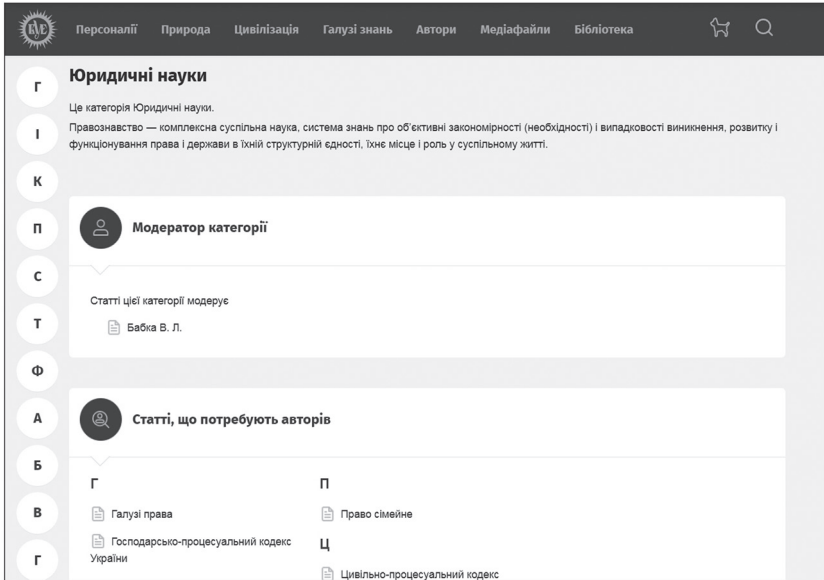 ВУЕ
Персоналії Природа Цивілізація Галузі знань Автори Медіафайли Бібліотека
Г
І
К
П
С
Т
Ф
А
Б
В
Г
Юридичні науки
Це категорія Юридичні науки.
Правознавство — комплексна суспільна наука, система знань про об'єктивні закономірності (необхідності) і випадковості виникнення, розвитку і
функціонування права і держави в їхній структурній єдності, їхнє місце і роль у суспільному житті.
Модератор категорії
Статті цієї категорії модерує
Бабка В. Л.
Статті, що потребують авторів
Г
Галузі права
Господарсько-процесуальний кодекс
України
П
Право сімейне
Ц
Цивільно-процесуальний кодекс